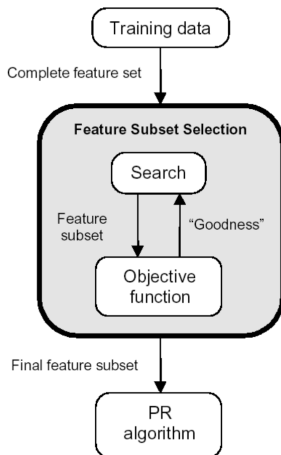 Training data
Complete feature set
Feature Subset Selection
Search
Feature
subset
“Goodness”
Objective
function
Final feature subset
PR
algorithm